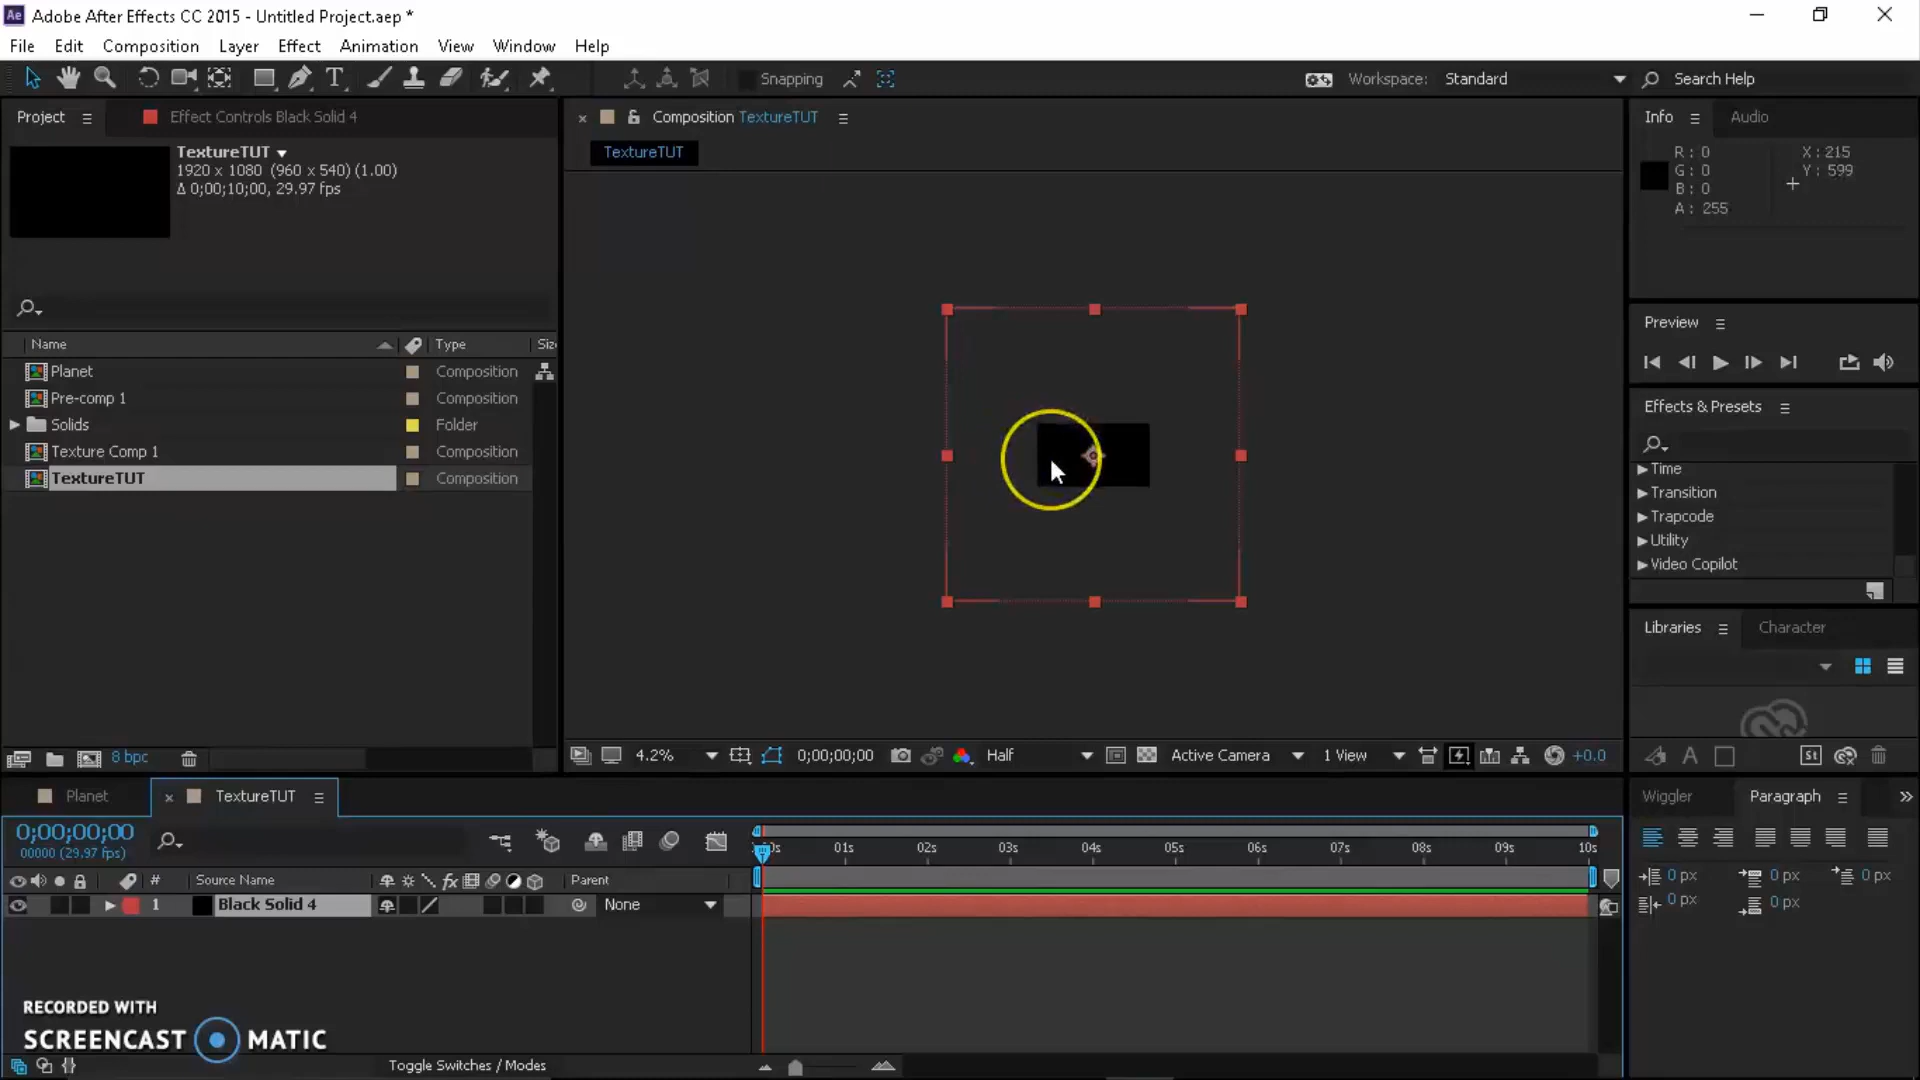 Ae Adobe After Effects CC 2015 - Untitled Project.aep *
File Edit Composition Layer Effect Animation View Window Help
Snapping Workspace: Standard Search Help
Project Effect Controls Black Solid 4
TextureTUT
1920 x 1080 (960 x 540) (1.00)
Δ 0;00;10;00, 29.97 fps
Name Type Siz
Planet Composition
Pre-comp 1 Composition
Solids Folder
Texture Comp 1 Composition
TextureTUT Composition
8 bpc
× Composition TextureTUT
TextureTUT
4.2% 0;00;00;00 Half Active Camera 1 View +0.0
Info Audio
R: 0 X: 215
G: 0 Y: 599
B: 0
A: 255
Preview
Effects & Presets
Time
Transition
Trapcode
Utility
Video Copilot
Libraries Character
St
Planet × TextureTUT
0;00;00;00
00000 (29.97 fps)
0s 01s 02s 03s 04s 05s 06s 07s 08s 09s 10s
# Source Name fx Parent
1 Black Solid 4 None
Wiggler Paragraph
0 px 0 px 0 px
0 px 0 px
RECORDED WITH
SCREENCAST MATIC
Toggle Switches / Modes